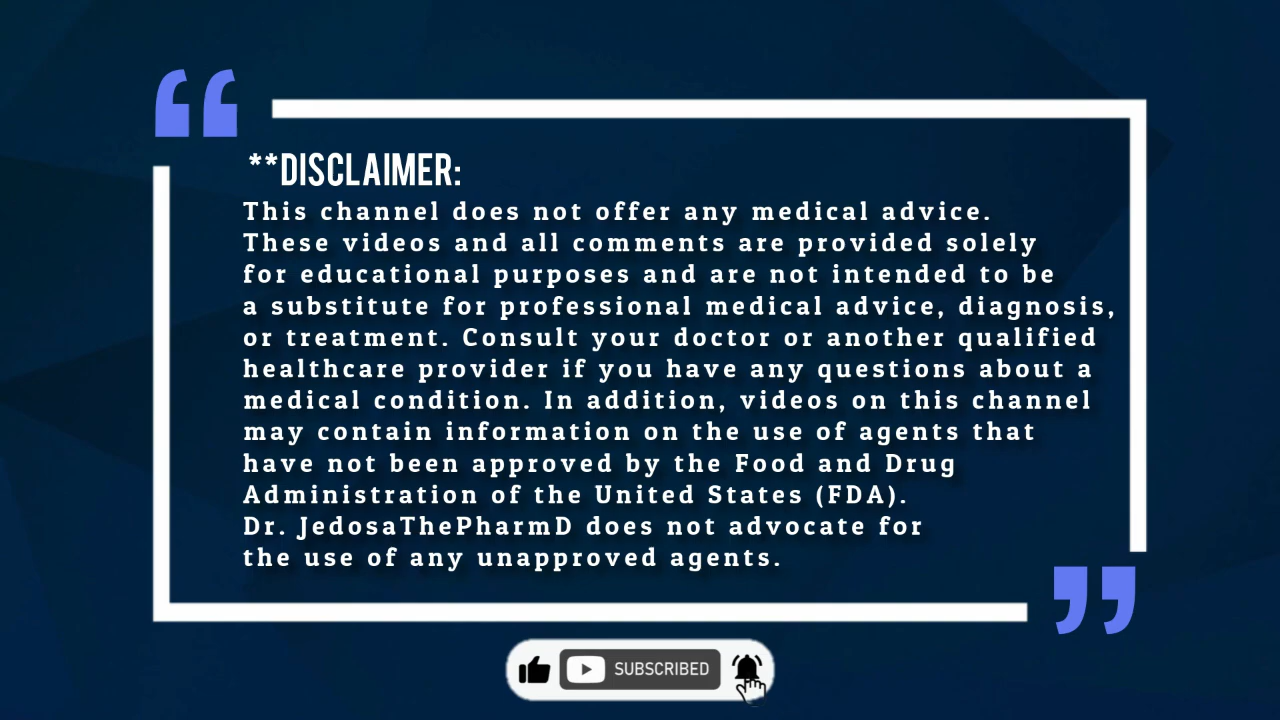 **DISCLAIMER:
This channel does not offer any medical advice.
These videos and all comments are provided solely
for educational purposes and are not intended to be
a substitute for professional medical advice, diagnosis,
or treatment. Consult your doctor or another qualified
healthcare provider if you have any questions about a
medical condition. In addition, videos on this channel
may contain information on the use of agents that
have not been approved by the Food and Drug
Administration of the United States (FDA).
Dr. JedosaThePharmD does not advocate for
the use of any unapproved agents.
SUBSCRIBED